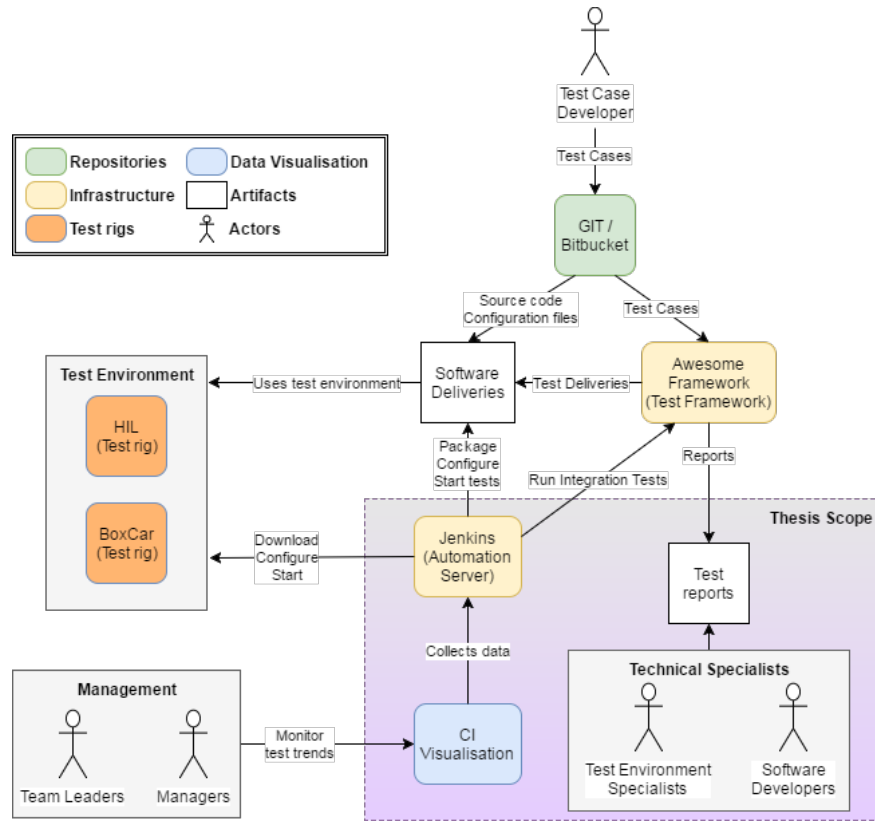 Test Case
Developer
Test Cases
Repositories
Data Visualisation
Infrastructure
Artifacts
Test rigs
Actors
GIT /
Bitbucket
Source code
Configuration files
Test Cases
Test Environment
HIL
(Test rig)
BoxCar
(Test rig)
Uses test environment
Software
Deliveries
Test Deliveries
Awesome
Framework
(Test Framework)
Package
Configure
Start tests
Run Integration Tests
Reports
Thesis Scope
Download
Configure
Start
Jenkins
(Automation
Server)
Test
reports
Collects data
Management
Team Leaders
Managers
Monitor
test trends
CI
Visualisation
Technical Specialists
Test Environment
Specialists
Software
Developers